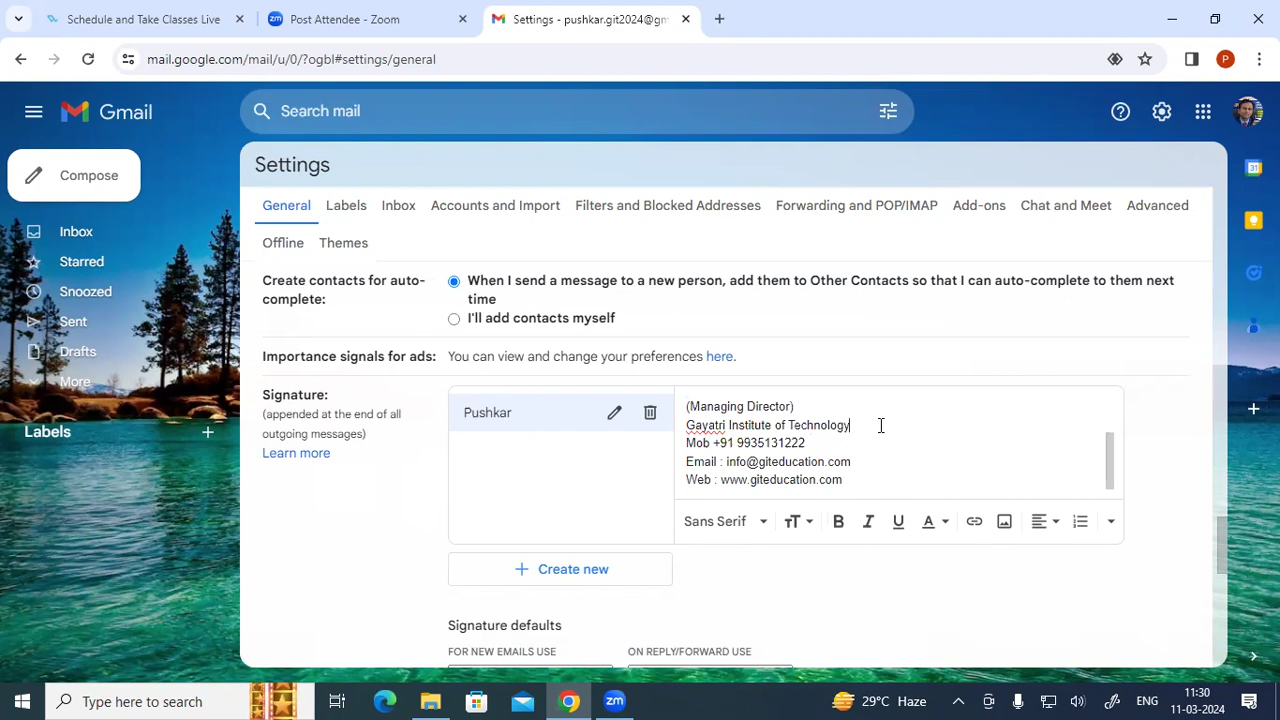 Schedule and Take Classes Live
Post Attendee - Zoom
Settings - pushkar.git2024@gm
mail.google.com/mail/u/0/?ogbl#settings/general
P
Gmail
Search mail
Compose
Settings
General
Labels
Inbox
Accounts and Import
Filters and Blocked Addresses
Forwarding and POP/IMAP
Add-ons
Chat and Meet
Advanced
Offline
Themes
Inbox
Starred
Snoozed
Sent
Drafts
More
Labels
Create contacts for auto-
complete:
When I send a message to a new person, add them to Other Contacts so that I can auto-complete to them next
time
I'll add contacts myself
Importance signals for ads:
You can view and change your preferences here.
Signature:
(appended at the end of all
outgoing messages)
Learn more
Pushkar
(Managing Director)
Gayatri Institute of Technology
Mob +91 9935131222
Email : info@giteducation.com
Web : www.giteducation.com
Sans Serif
Create new
Signature defaults
FOR NEW EMAILS USE
ON REPLY/FORWARD USE
31
Type here to search
zm
29°C Haze
ENG
11:30
11-03-2024